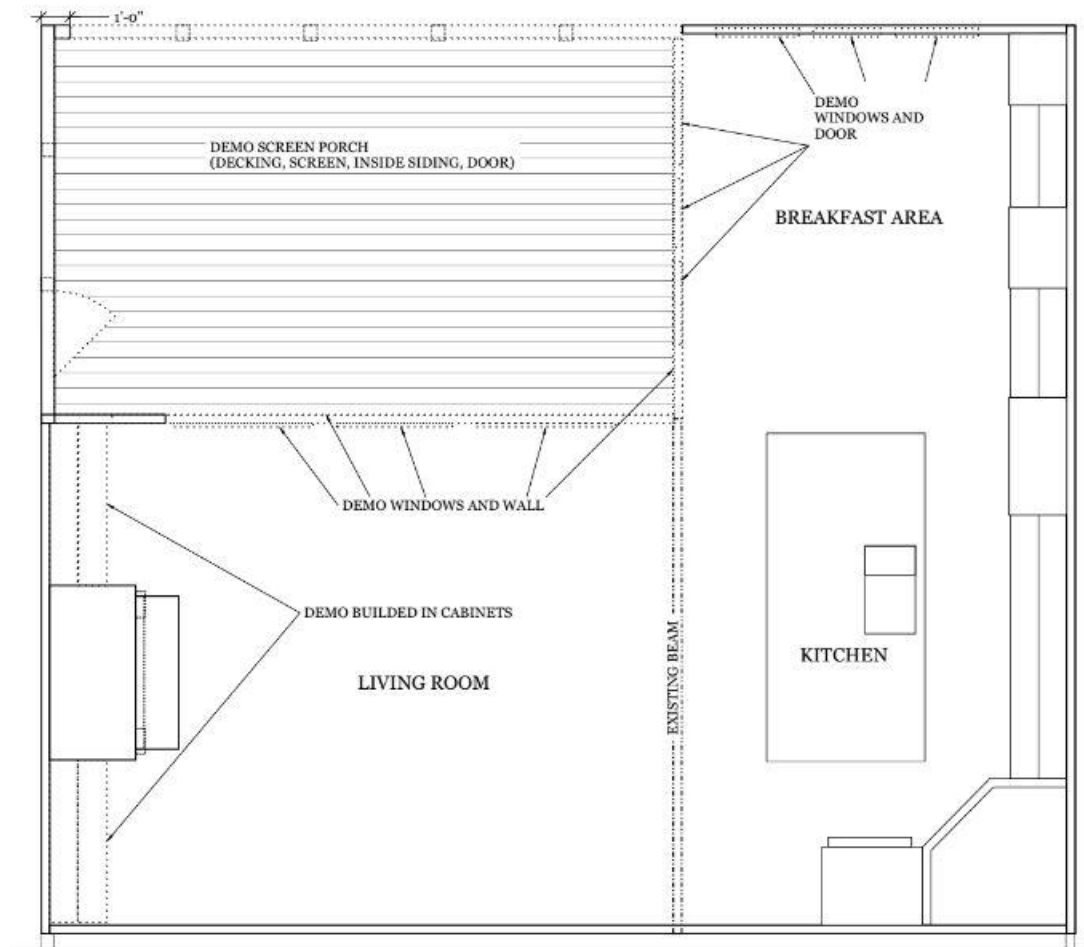 1'-0"
DEMO
WINDOWS AND
DOOR
DEMO SCREEN PORCH
(DECKING, SCREEN, INSIDE SIDING, DOOR)
BREAKFAST AREA
DEMO WINDOWS AND WALL
DEMO BUILDED IN CABINETS
LIVING ROOM
EXISTING BEAM
KITCHEN